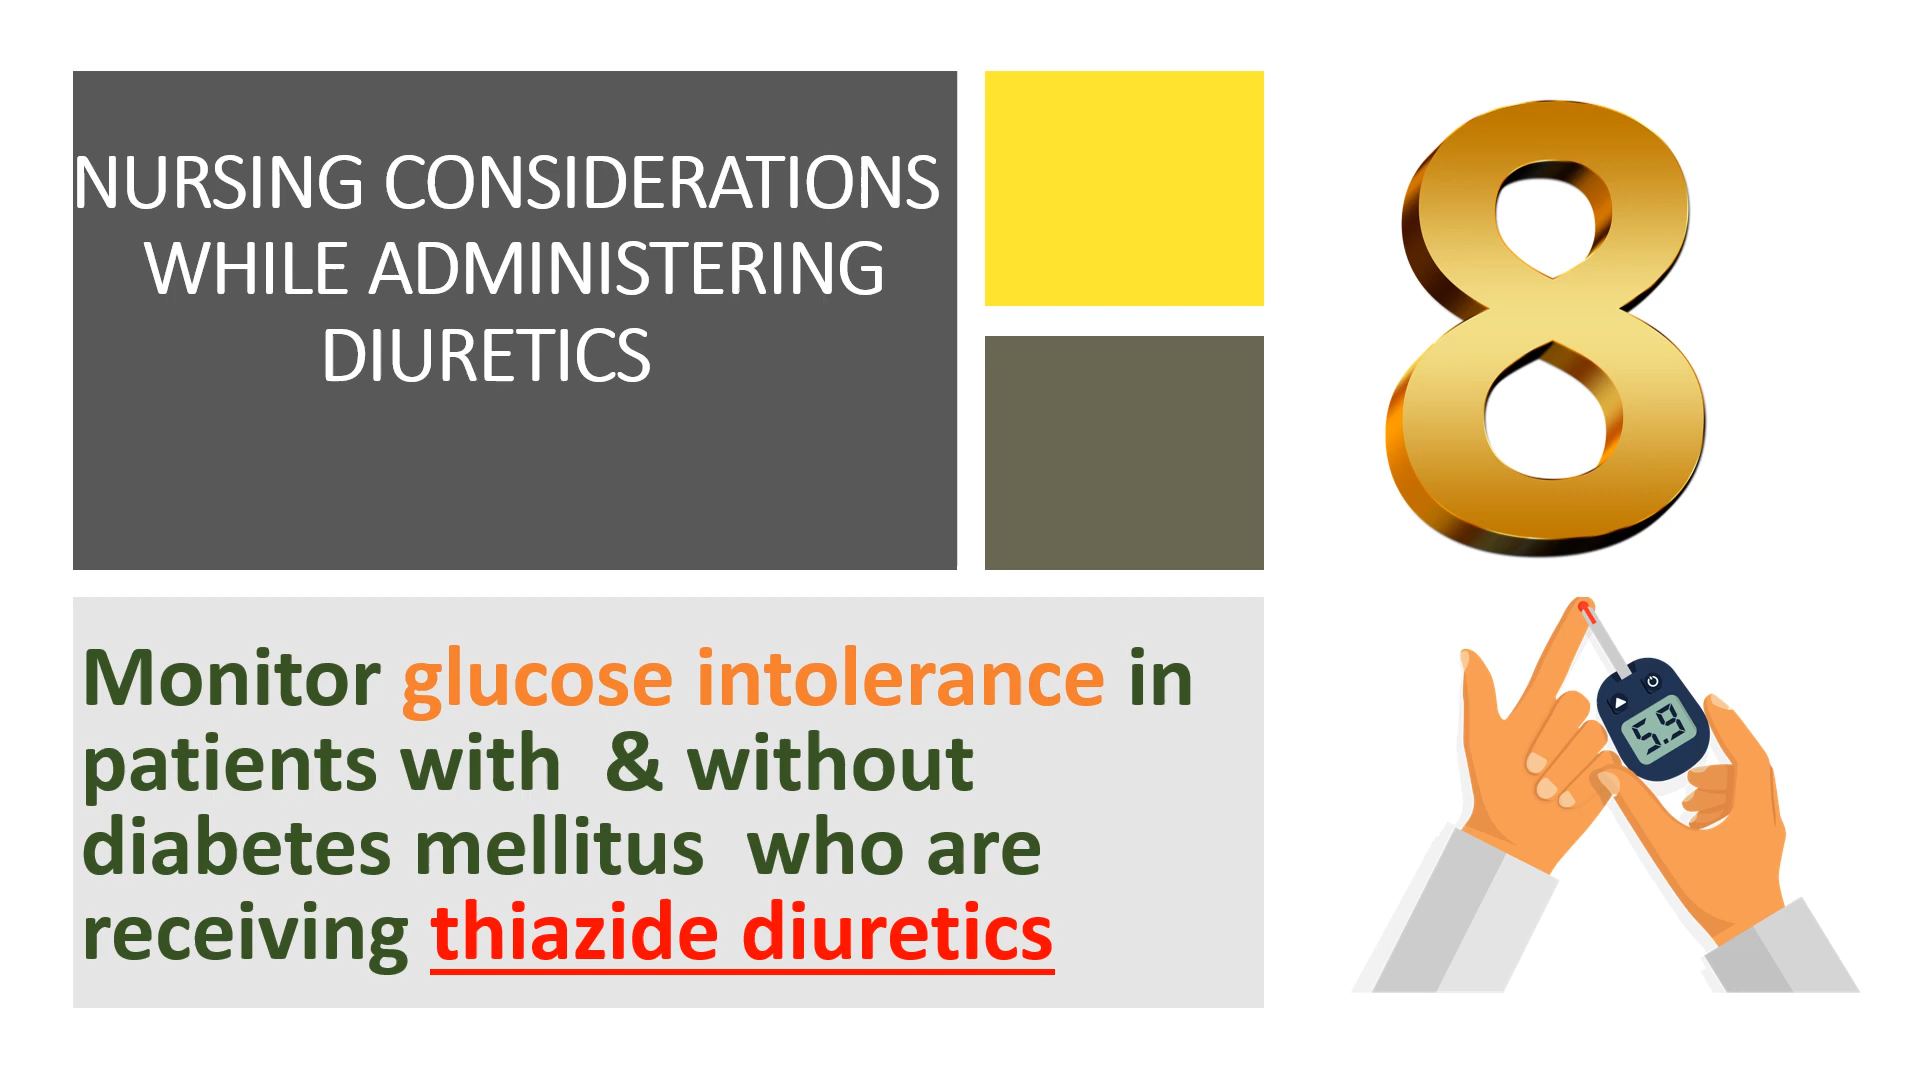 NURSING CONSIDERATIONS
WHILE ADMINISTERING
DIURETICS
8
Monitor glucose intolerance in
patients with & without
diabetes mellitus who are
receiving thiazide diuretics
5.9